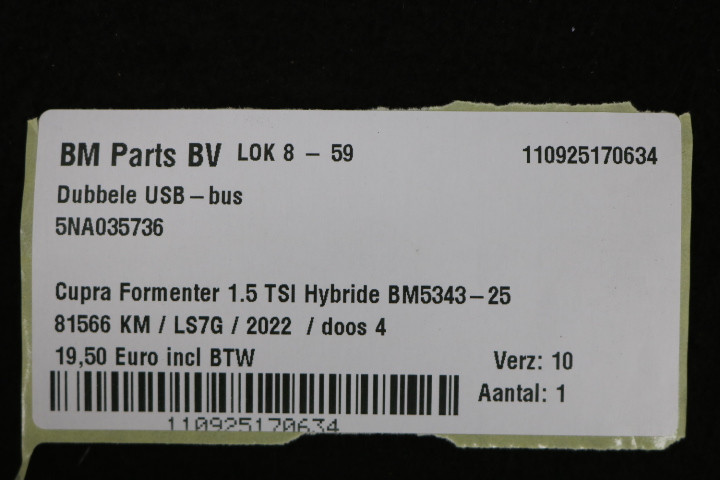 BM Parts BV LOK 8 - 59 110925170634
Dubbele USB-bus
5NA035736
Cupra Formenter 1.5 TSI Hybride BM5343-25
81566 KM / LS7G / 2022 / doos 4
19,50 Euro incl BTW Verz: 10
Aantal: 1
110925170634